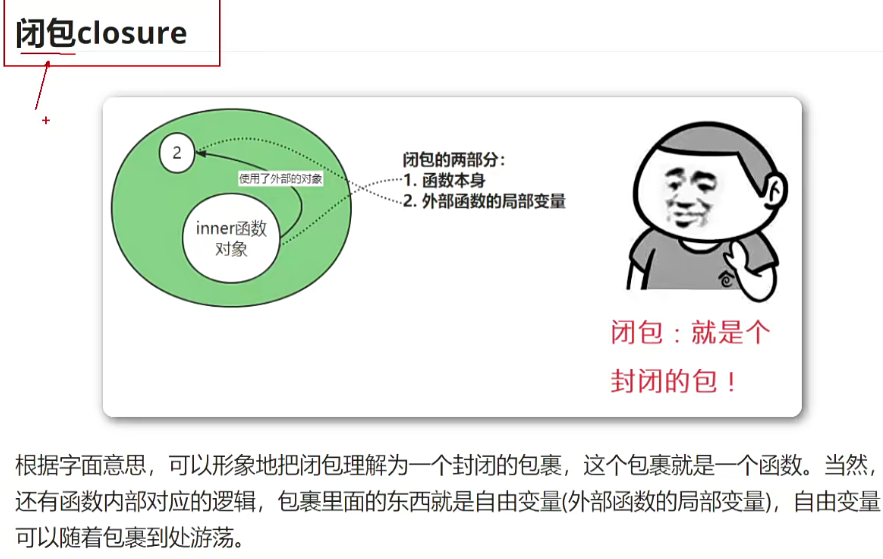 闭包closure
2
使用了外部的对象
inner函数
对象
闭包的两部分：
1. 函数本身
2. 外部函数的局部变量
闭包：就是个
封闭的包！
根据字面意思，可以形象地把闭包理解为一个封闭的包裹，这个包裹就是一个函数。当然，
还有函数内部对应的逻辑，包裹里面的东西就是自由变量(外部函数的局部变量)，自由变量
可以随着包裹到处游荡。